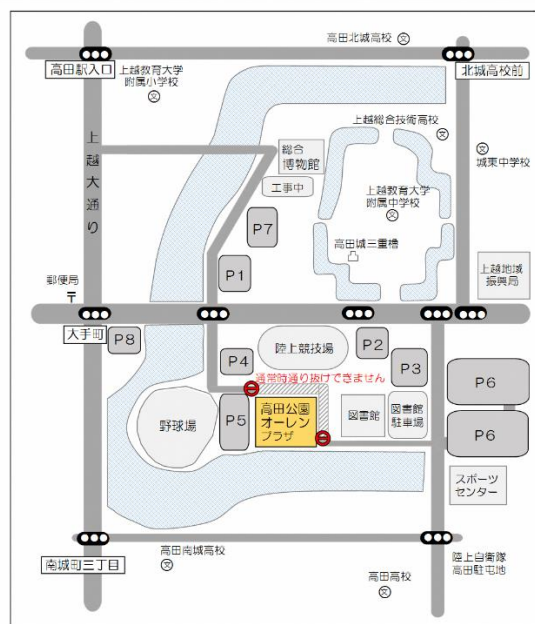 高田北城高校
高田駅入口
上越教育大学
附属小学校
北城高校前
上越大通り
総合
博物館
工事中
上越総合技術高校
城東中学校
上越教育大学
附属中学校
高田城三重櫓
P7
P1
上越地域
振興局
郵便局
〒
大手町
P8
P4
陸上競技場
P2
P3
通常時通り抜けできません
P6
野球場
P5
高田公園
オーレン
プラザ
図書館
図書館
駐車場
P6
スポーツ
センター
高田南城高校
南城町三丁目
高田高校
陸上自衛隊
高田駐屯地